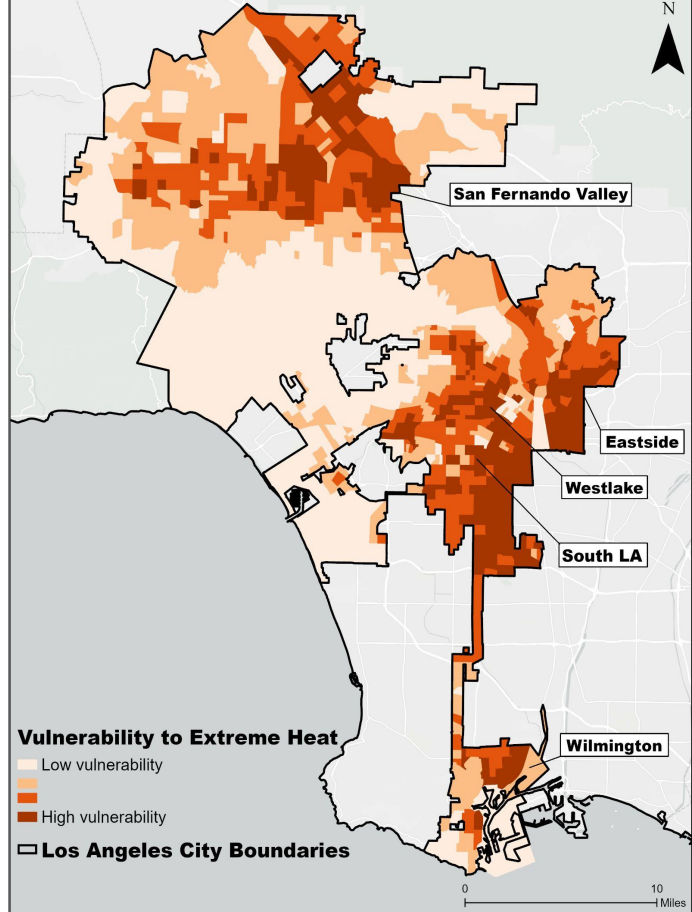 N
San Fernando Valley
Eastside
Westlake
South LA
Wilmington
Vulnerability to Extreme Heat
Low vulnerability
High vulnerability
Los Angeles City Boundaries
0 10
Miles